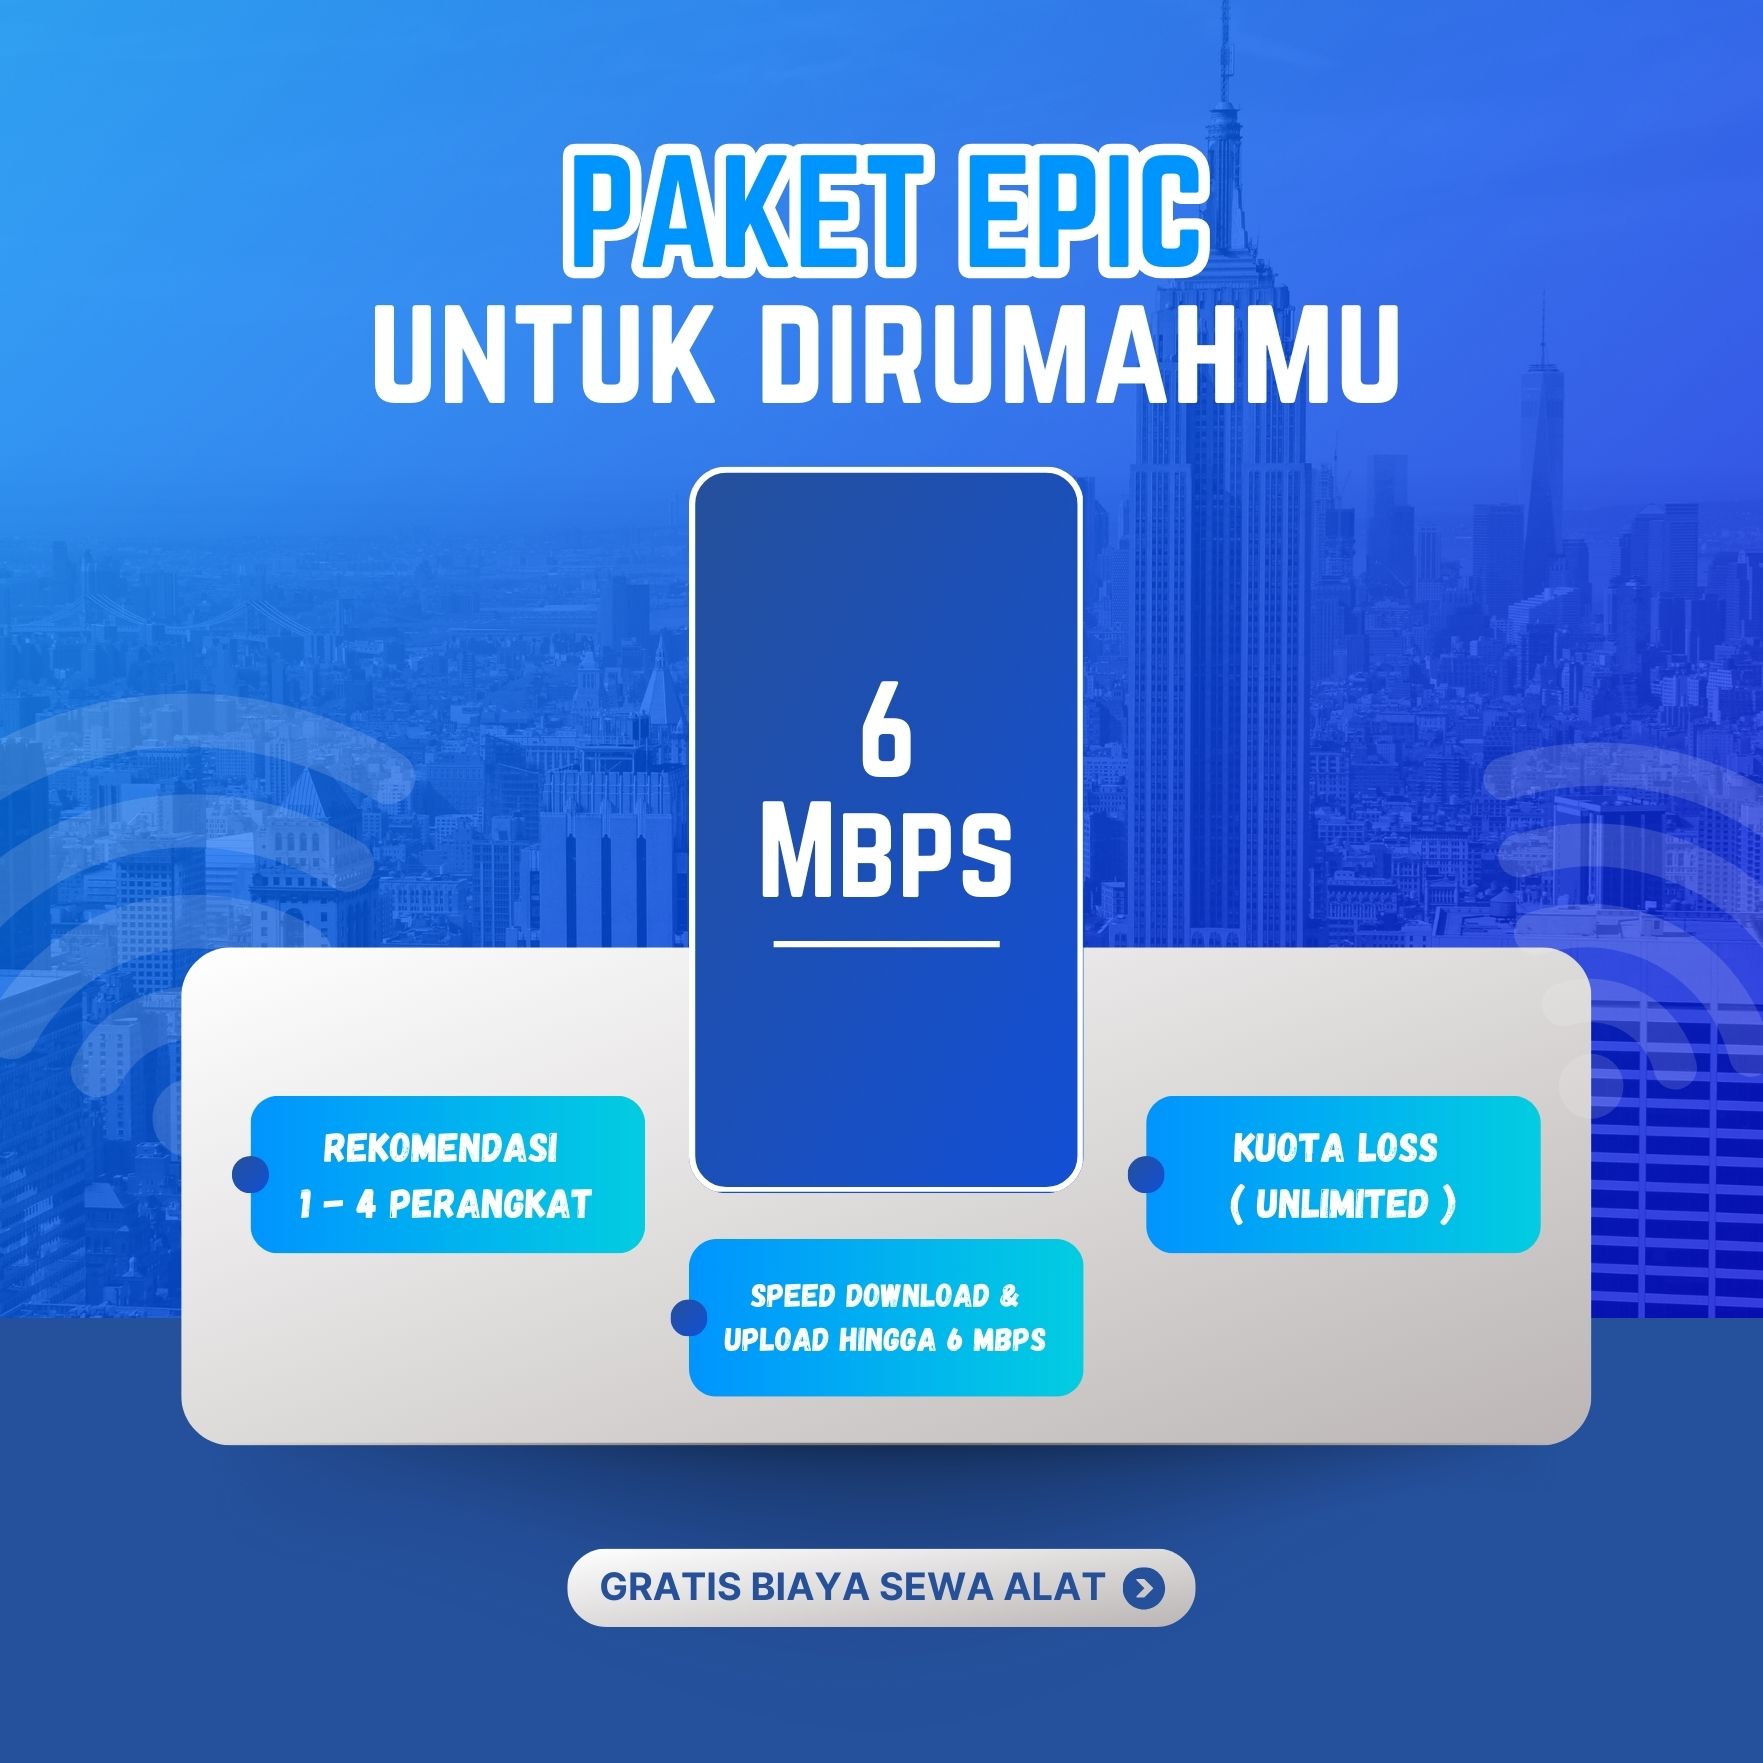 PAKET EPIC
UNTUK DIRUMAHMU
6
MBPS
REKOMENDASI
1 - 4 PERANGKAT
KUOTA LOSS
( UNLIMITED )
SPEED DOWNLOAD &
UPLOAD HINGGA 6 MBPS
GRATIS BIAYA SEWA ALAT